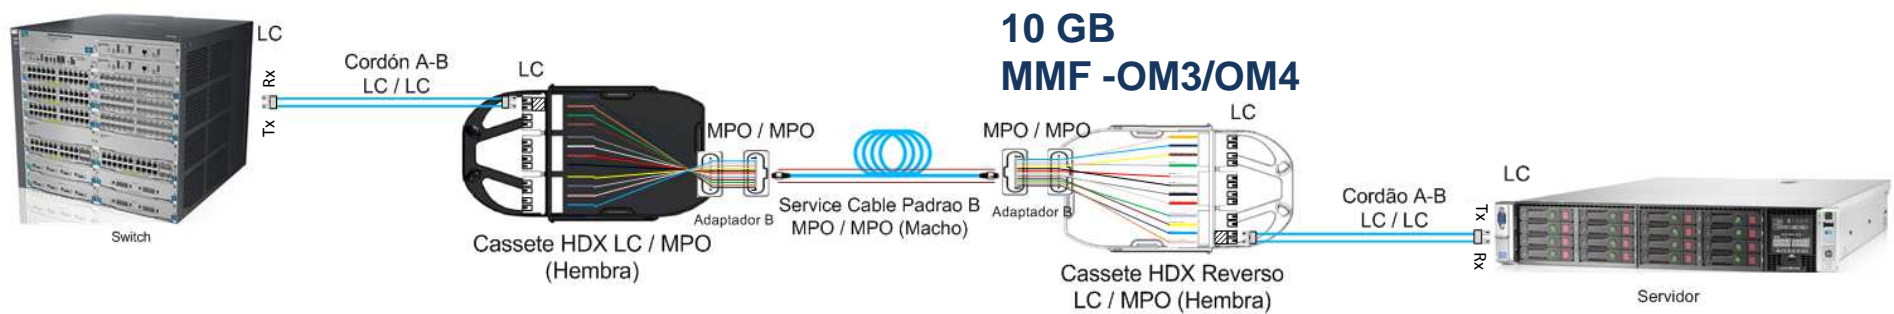 10 GB
MMF -OM3/OM4
LC
Rx
Tx
Cordón A-B
LC / LC
LC
MPO / MPO
MPO / MPO
LC
Adaptador B
Service Cable Padrao B
MPO / MPO (Macho)
Adaptador B
Cassete HDX LC / MPO
(Hembra)
Cassete HDX Reverso
LC / MPO (Hembra)
Cordão A-B
LC / LC
LC
Tx
Rx
Switch
Servidor